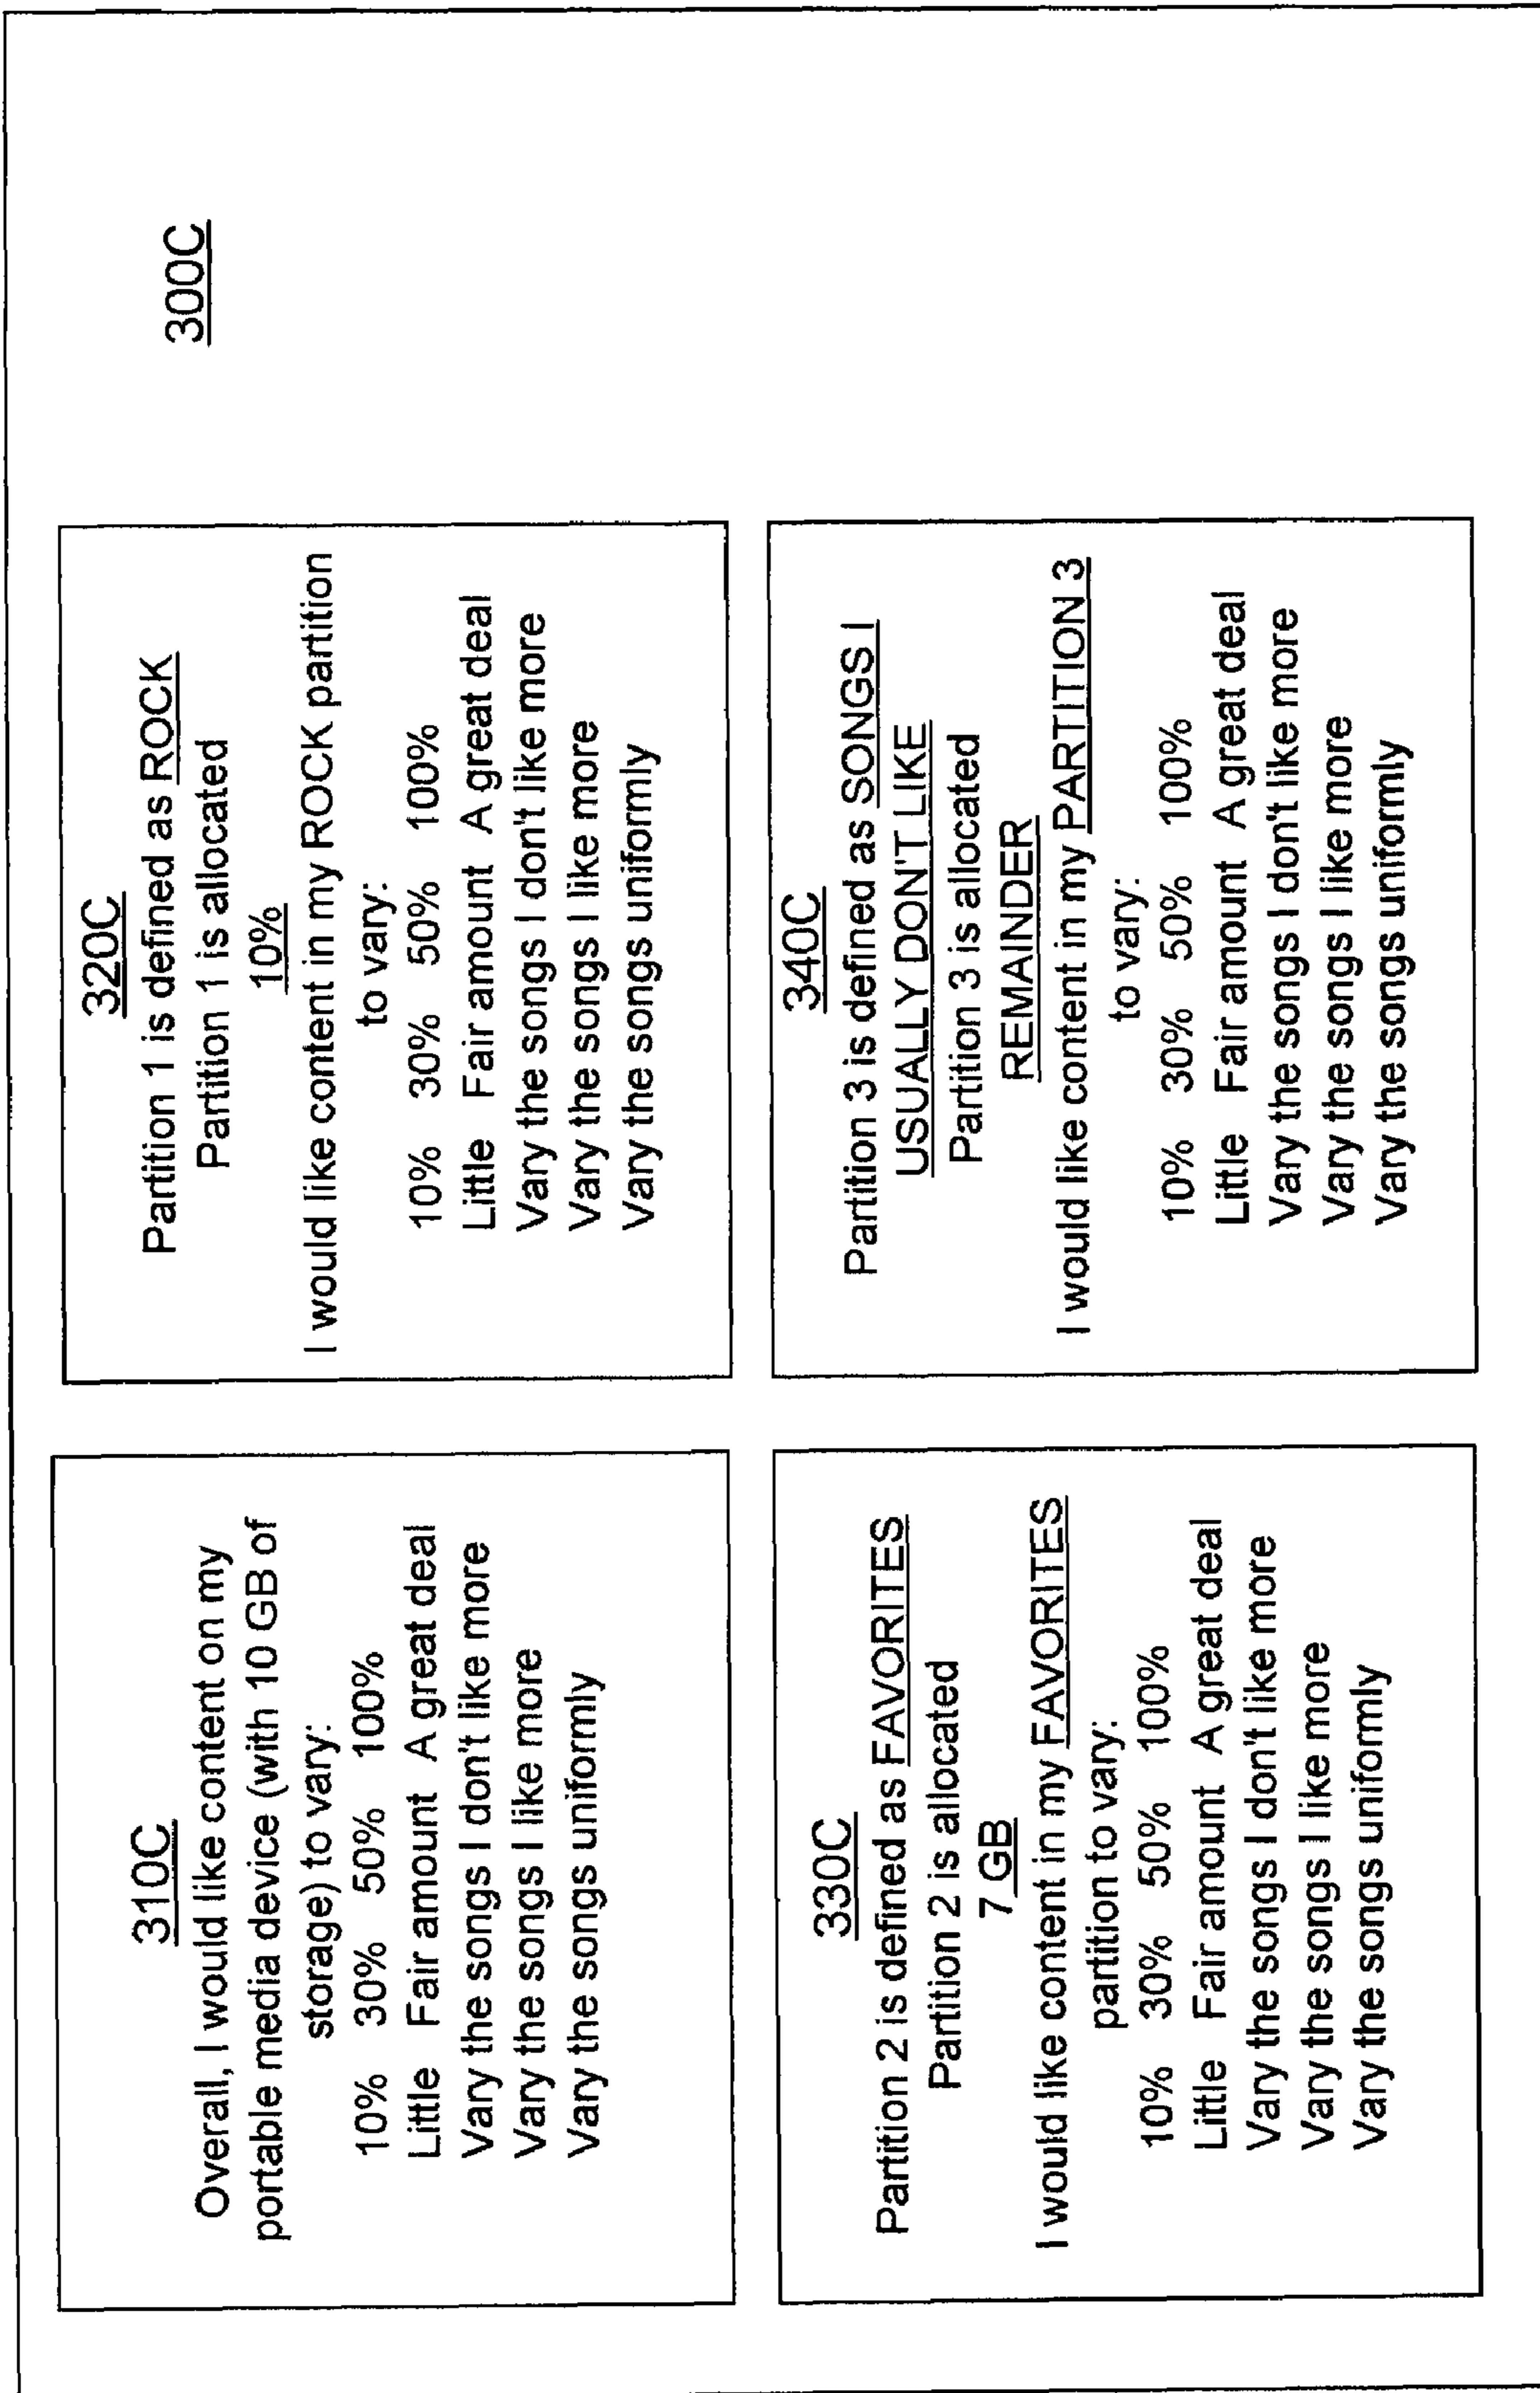 300C
310C
Overall, I would like content on my
portable media device (with 10 GB of
storage) to vary:
10% 30% 50% 100%
Little Fair amount A great deal
Vary the songs I don't like more
Vary the songs I like more
Vary the songs uniformly
320C
Partition 1 is defined as ROCK
Partition 1 is allocated
10%
I would like content in my ROCK partition
to vary:
10% 30% 50% 100%
Little Fair amount A great deal
Vary the songs I don't like more
Vary the songs I like more
Vary the songs uniformly
330C
Partition 2 is defined as FAVORITES
Partition 2 is allocated
7 GB
I would like content in my FAVORITES
partition to vary:
10% 30% 50% 100%
Little Fair amount A great deal
Vary the songs I don't like more
Vary the songs I like more
Vary the songs uniformly
340C
Partition 3 is defined as SONGS I
USUALLY DON'T LIKE
Partition 3 is allocated
REMAINDER
I would like content in my PARTITION 3
to vary:
10% 30% 50% 100%
Little Fair amount A great deal
Vary the songs I don't like more
Vary the songs I like more
Vary the songs uniformly